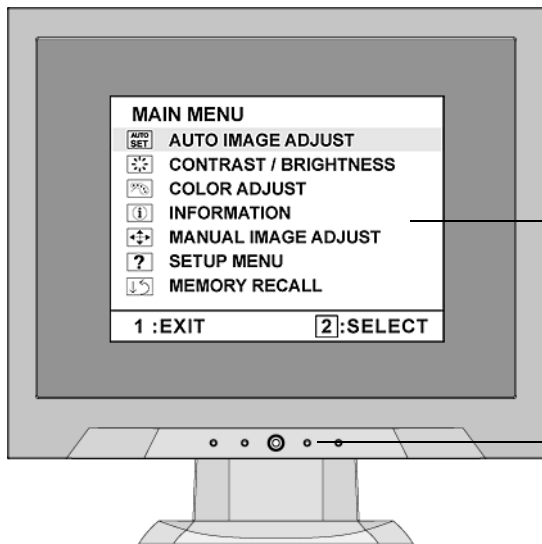 MAIN MENU
AUTO SET AUTO IMAGE ADJUST
CONTRAST / BRIGHTNESS
COLOR ADJUST
i INFORMATION
MANUAL IMAGE ADJUST
? SETUP MENU
MEMORY RECALL
1 :EXIT 2:SELECT